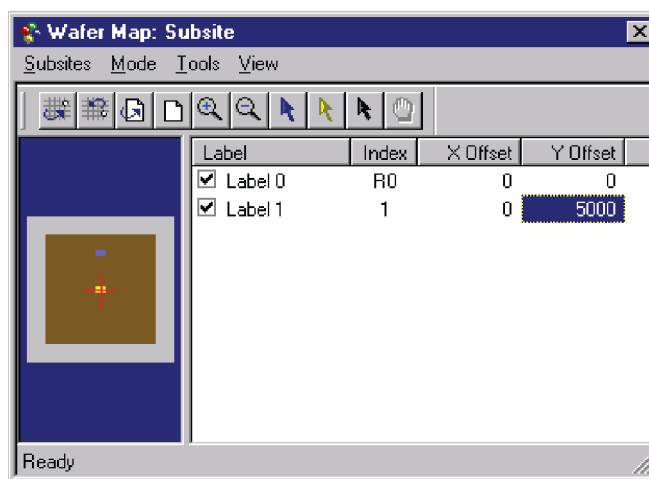 Wafer Map: Subsite
Subsites Mode Tools View
Label Index X Offset Y Offset
Label 0 R0 0 0
Label 1 1 0 5000
Ready